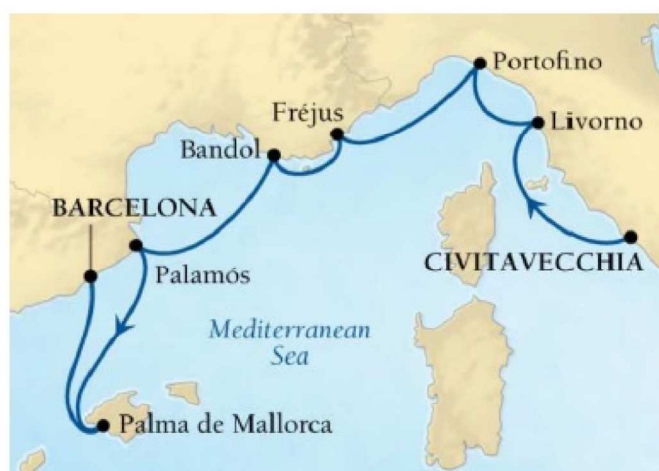 Portofino
Fréjus
Livorno
Bandol
BARCELONA
CIVITAVECCHIA
Palamós
Mediterranean
Sea
Palma de Mallorca